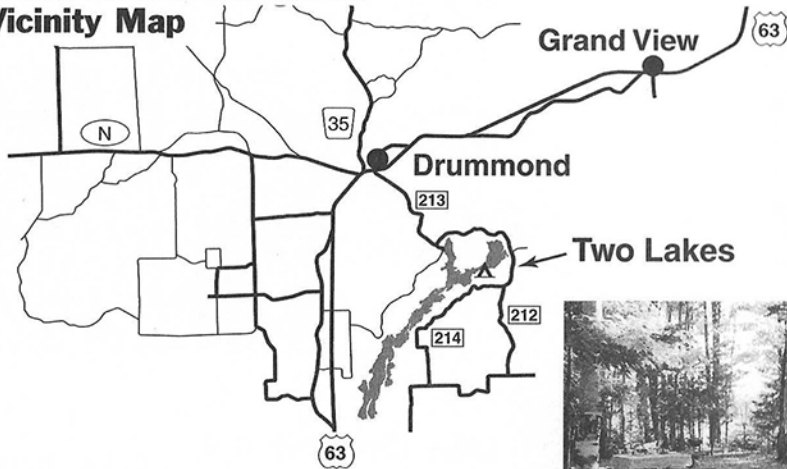 Vicinity Map
Grand View
63
N
35
Drummond
213
Two Lakes
212
214
63